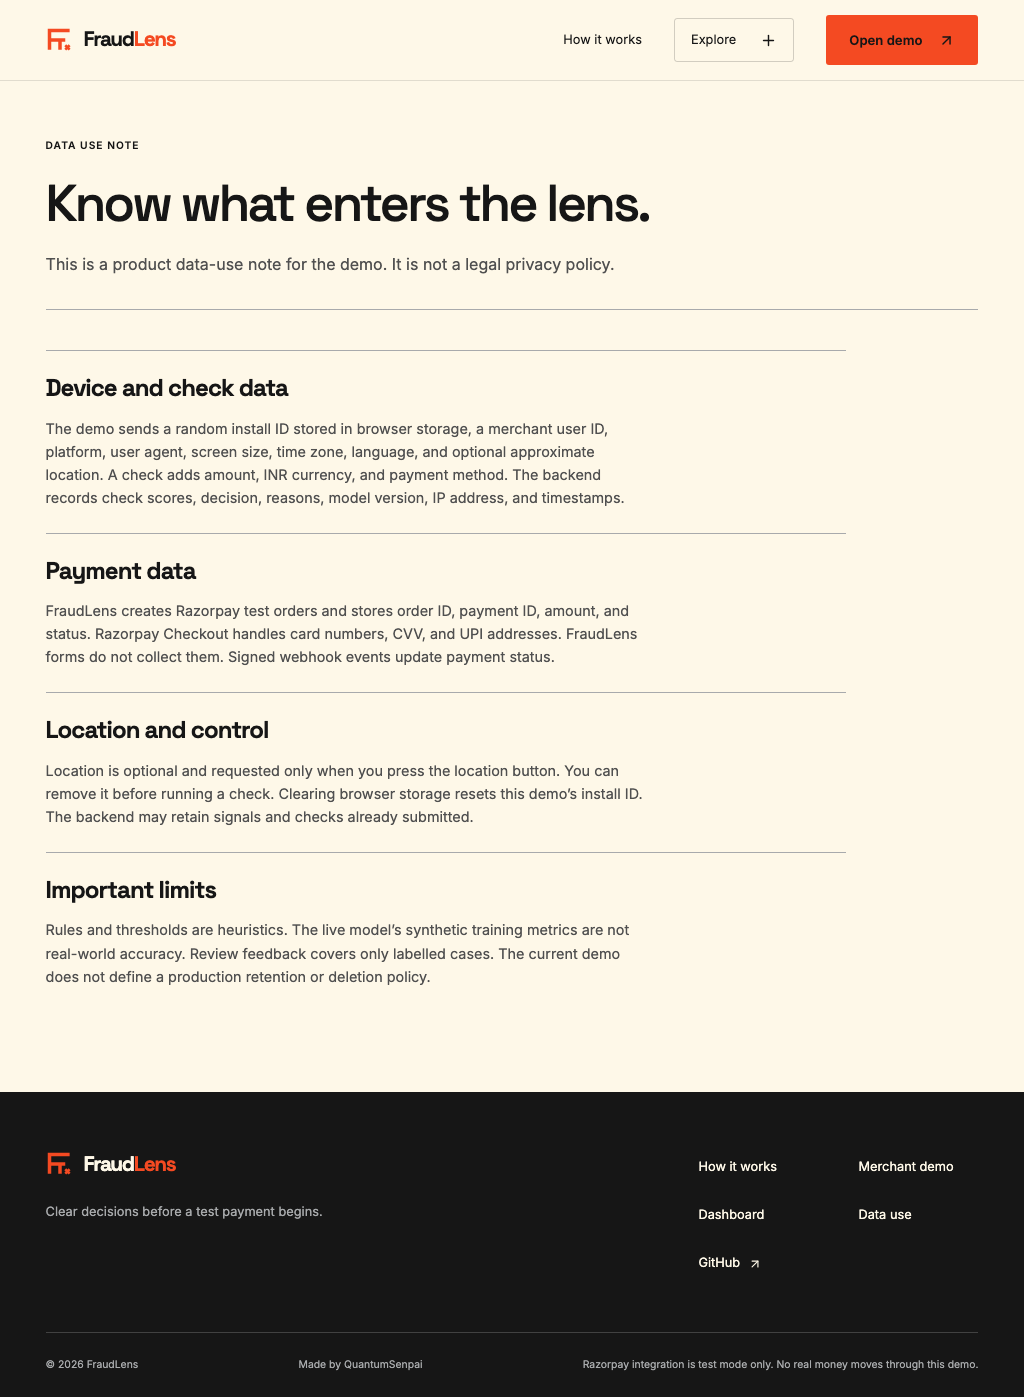 FraudLens
How it works
Explore
Open demo
DATA USE NOTE
Know what enters the lens.
This is a product data-use note for the demo. It is not a legal privacy policy.
Device and check data
The demo sends a random install ID stored in browser storage, a merchant user ID,
platform, user agent, screen size, time zone, language, and optional approximate
location. A check adds amount, INR currency, and payment method. The backend
records check scores, decision, reasons, model version, IP address, and timestamps.
Payment data
FraudLens creates Razorpay test orders and stores order ID, payment ID, amount, and
status. Razorpay Checkout handles card numbers, CVV, and UPI addresses. FraudLens
forms do not collect them. Signed webhook events update payment status.
Location and control
Location is optional and requested only when you press the location button. You can
remove it before running a check. Clearing browser storage resets this demo’s install ID.
The backend may retain signals and checks already submitted.
Important limits
Rules and thresholds are heuristics. The live model’s synthetic training metrics are not
real-world accuracy. Review feedback covers only labelled cases. The current demo
does not define a production retention or deletion policy.
FraudLens
Clear decisions before a test payment begins.
How it works
Merchant demo
Dashboard
Data use
GitHub
© 2026 FraudLens
Made by QuantumSenpai
Razorpay integration is test mode only. No real money moves through this demo.